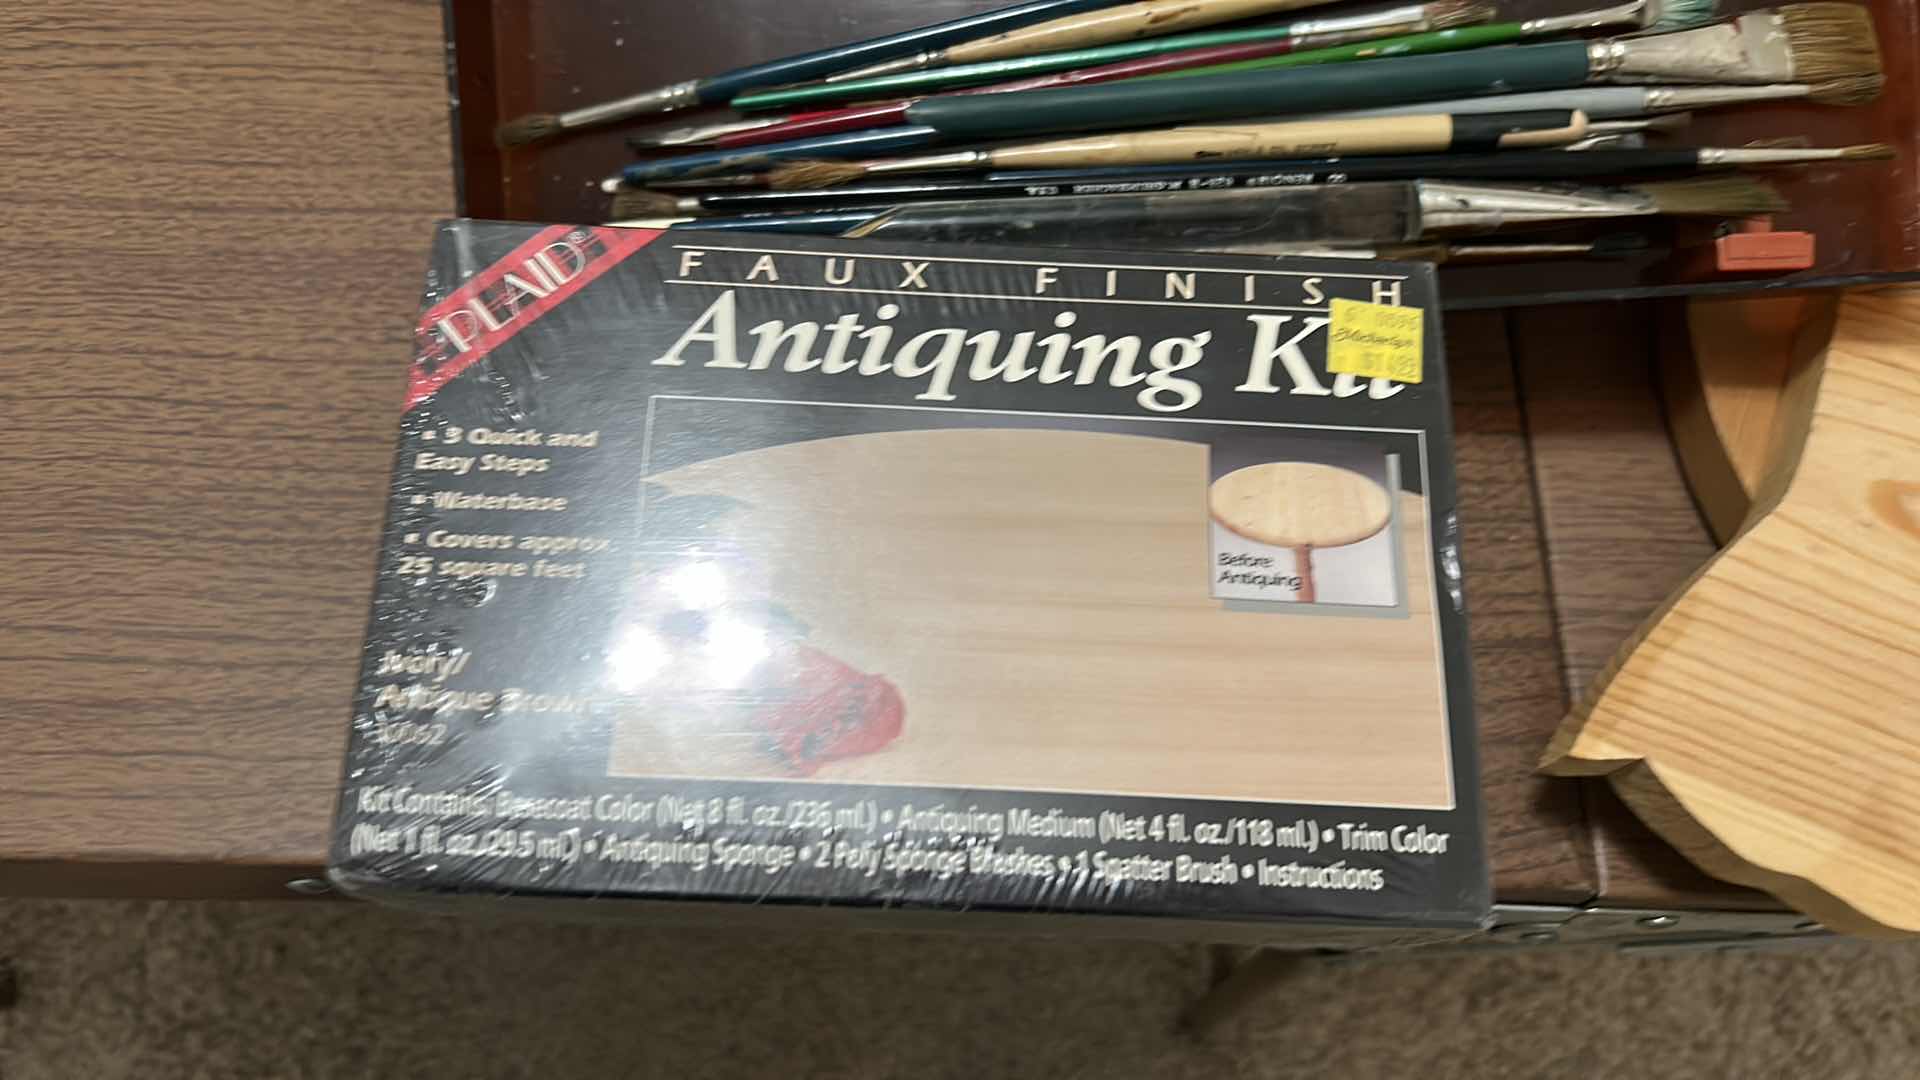 PLAID®
FAUX FINISH
Antiquing Kit
• 3 Quick and
Easy Steps
• Waterbase
• Covers approx.
25 square feet
Before
Antiquing
Ivory/
Antique Brown
Kit Contains: Basecoat Color (Net 8 fl. oz./236 ml.) • Antiquing Medium (Net 4 fl. oz./118 ml.) • Trim Color
(Net 1 fl. oz./29.5 ml.) • Antiquing Sponge • 2 Poly Sponge Brushes • 1 Spatter Brush • Instructions